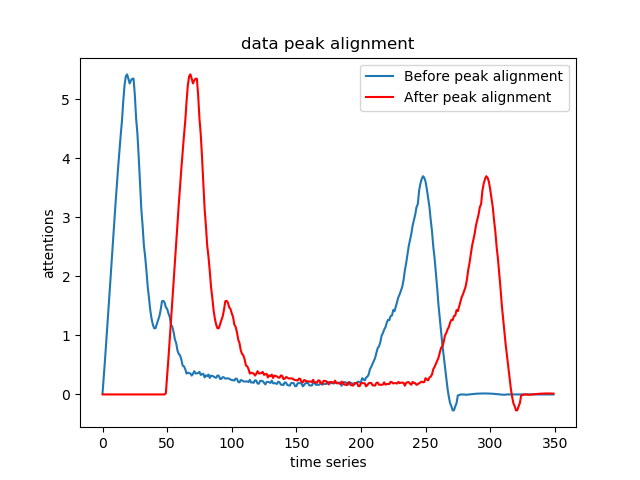 data peak alignment
Before peak alignment
After peak alignment
attentions
5
4
3
2
1
0
0 50 100 150 200 250 300 350
time series